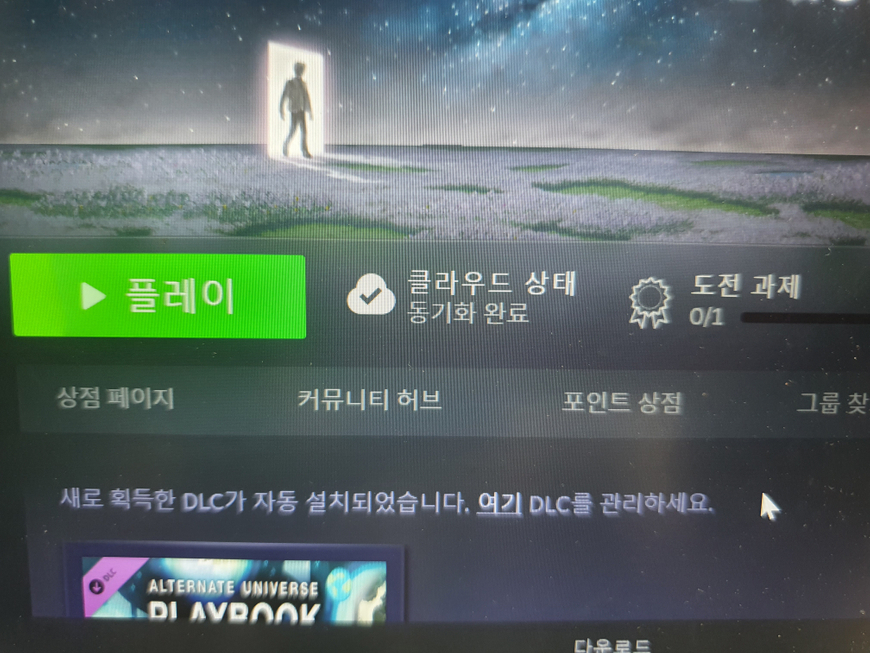 플레이
클라우드 상태
동기화 완료
도전 과제
0/1
상점 페이지
커뮤니티 허브
포인트 상점
그룹 찾
새로 획득한 DLC가 자동 설치되었습니다. 여기 DLC를 관리하세요.
DLC
ALTERNATE UNIVERSE
PLAYBOOK
다운로드